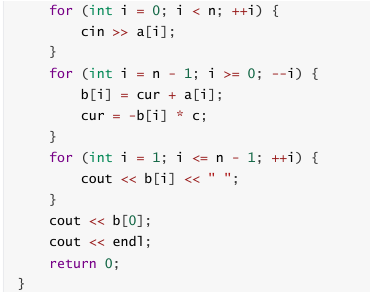 for (int i = 0; i < n; ++i) {
cin >> a[i];
}
for (int i = n - 1; i >= 0; --i) {
b[i] = cur + a[i];
cur = -b[i] * c;
}
for (int i = 1; i <= n - 1; ++i) {
cout << b[i] << " ";
}
cout << b[0];
cout << endl;
return 0;
}